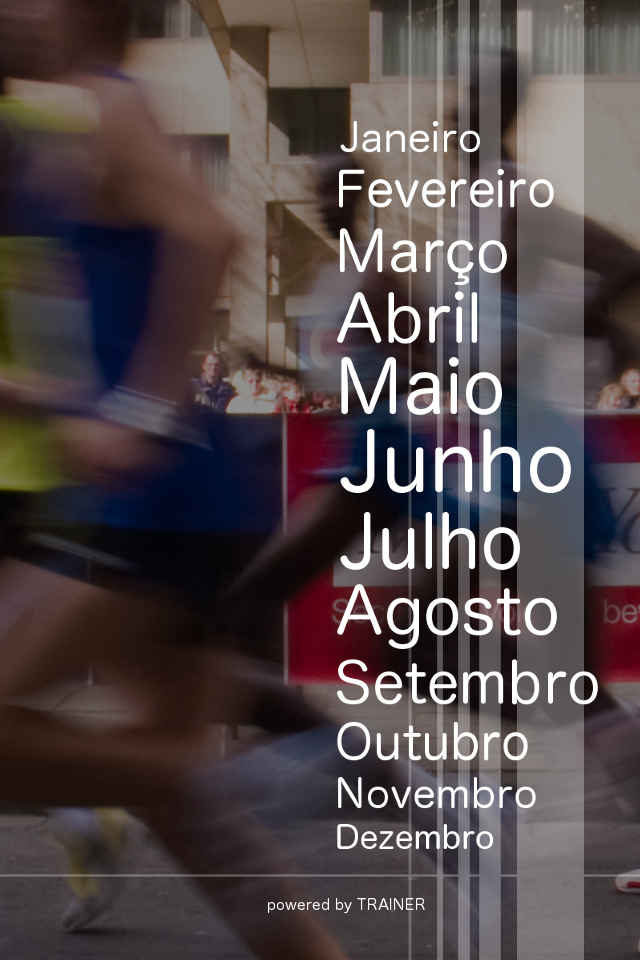 Janeiro
Fevereiro
Março
Abril
Maio
Junho
Julho
Agosto
Setembro
Outubro
Novembro
Dezembro
powered by TRAINER